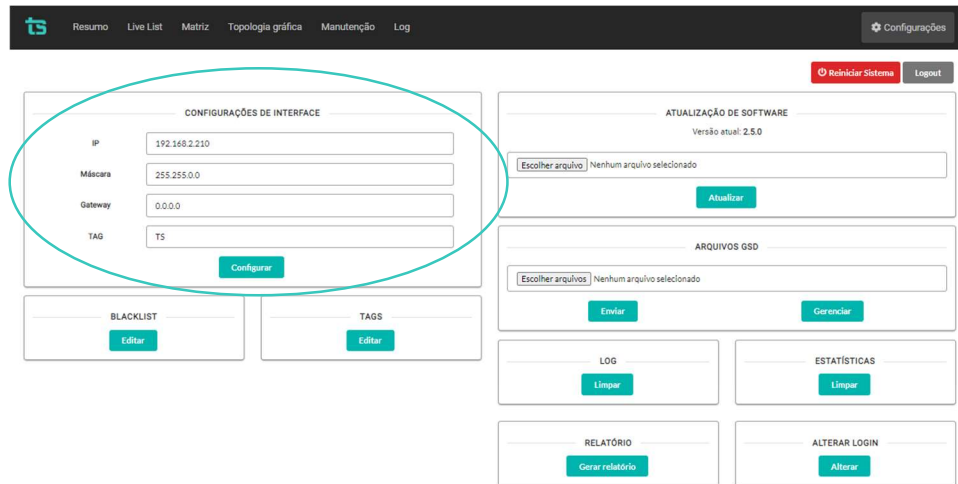 ts Resumo Live List Matriz Topologia gráfica Manutenção Log Configurações
Reiniciar Sistema Logout
CONFIGURAÇÕES DE INTERFACE
IP 192.168.2.210
Máscara 255.255.0.0
Gateway 0.0.0.0
TAG TS
Configurar
BLACKLIST
Editar
TAGS
Editar
ATUALIZAÇÃO DE SOFTWARE
Versão atual: 2.5.0
Escolher arquivo Nenhum arquivo selecionado
Atualizar
ARQUIVOS GSD
Escolher arquivos Nenhum arquivo selecionado
Enviar Gerenciar
LOG
Limpar
ESTATÍSTICAS
Limpar
RELATÓRIO
Gerar relatório
ALTERAR LOGIN
Alterar